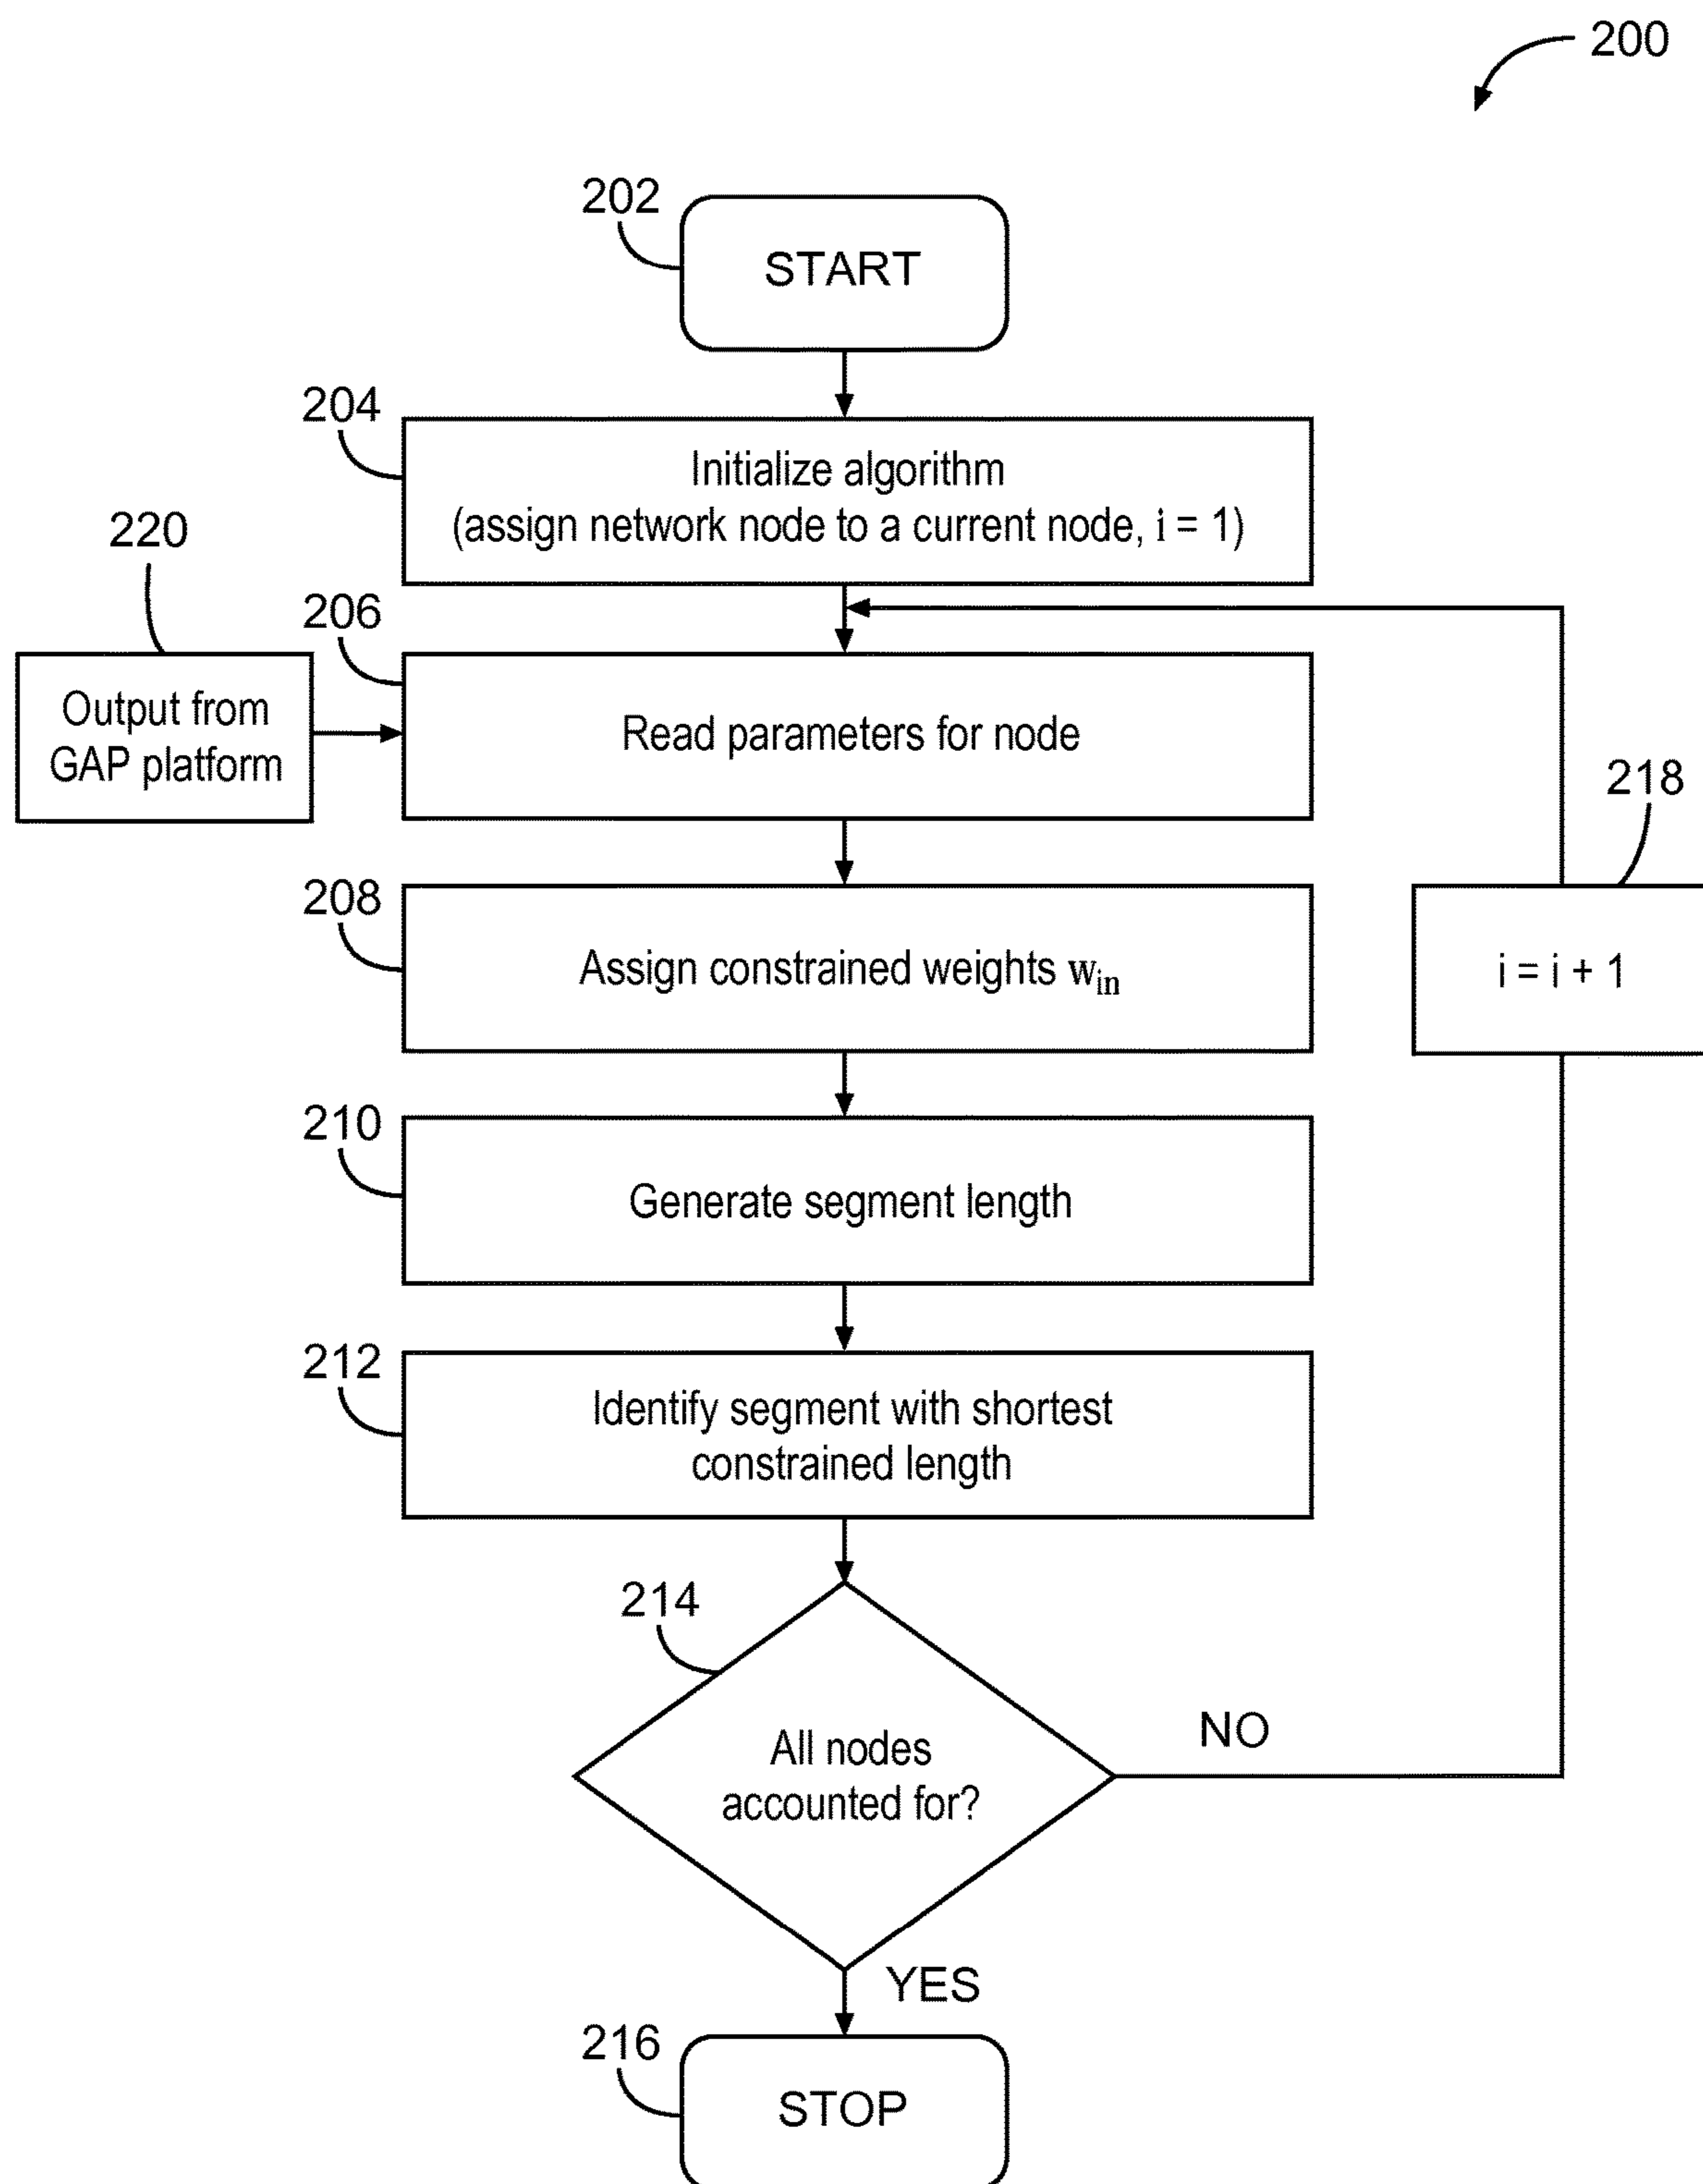 200
202
START
204
Initialize algorithm
(assign network node to a current node, i = 1)
220
206
Output from
GAP platform
Read parameters for node
218
208
Assign constrained weights wᵢₙ
i = i + 1
210
Generate segment length
212
Identify segment with shortest
constrained length
214
All nodes
accounted for?
NO
YES
216
STOP